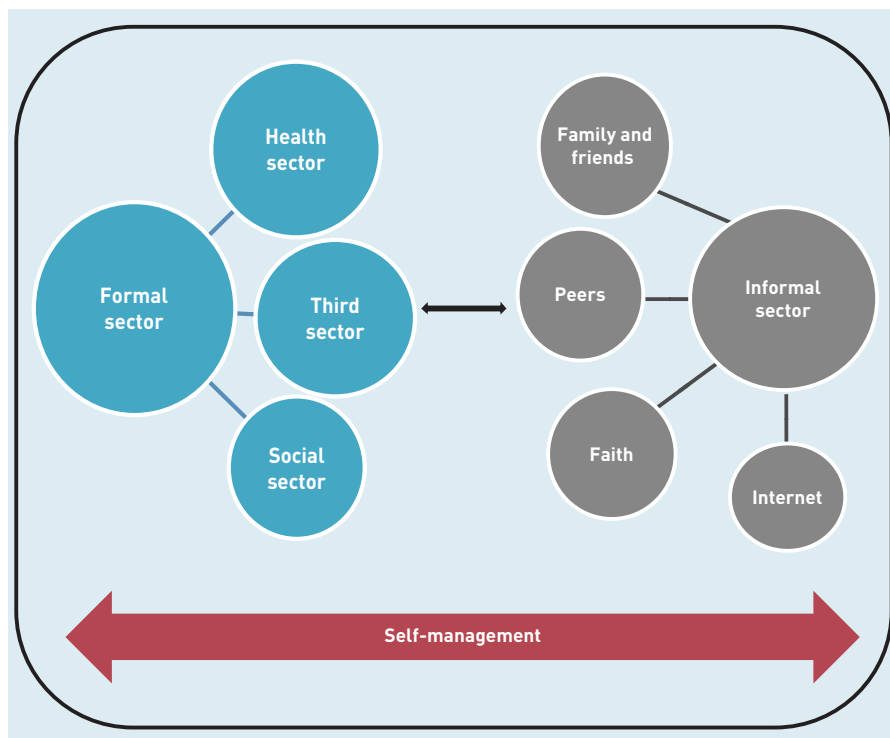 Health
sector
Formal
sector
Third
sector
Social
sector
Family and
friends
Peers
Informal
sector
Faith
Internet
Self-management